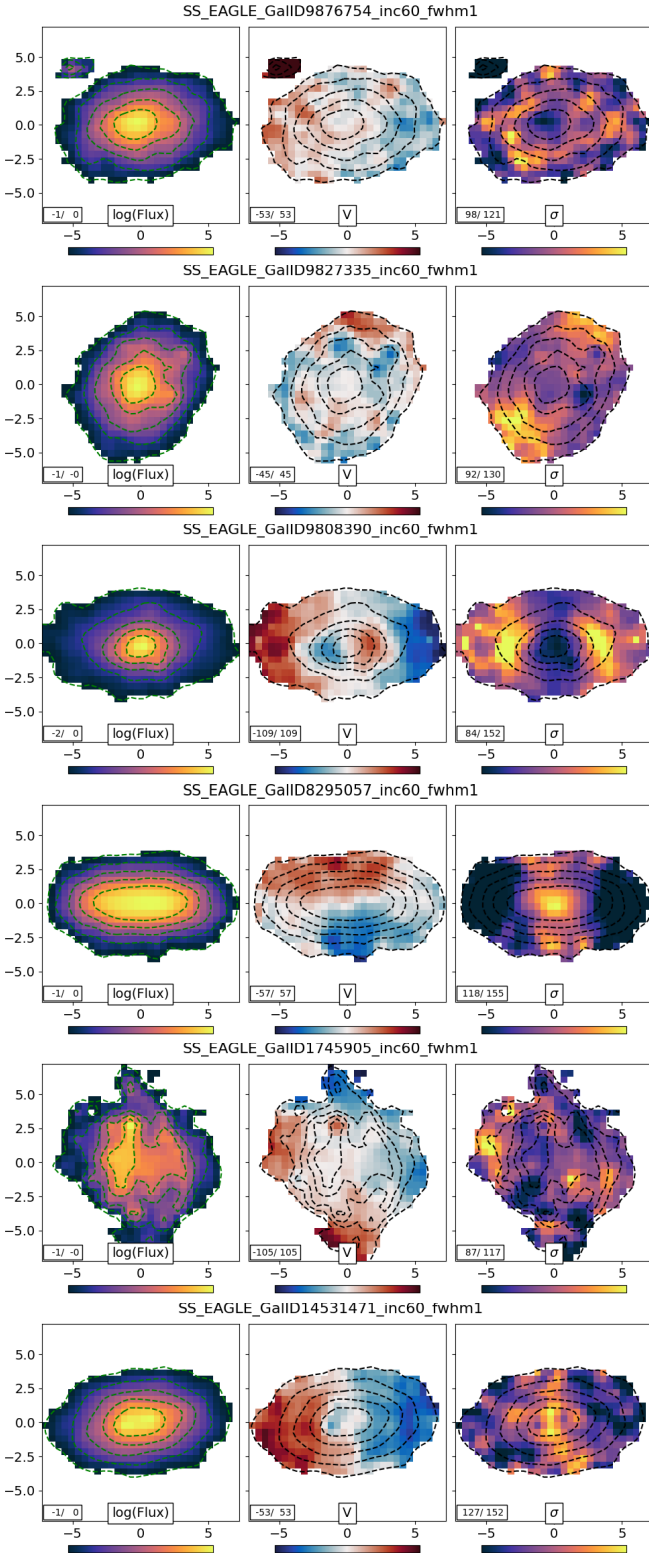 SS_EAGLE_GalID9876754_inc60_fwhm1
5.0
2.5
0.0
−2.5
−5.0
-1/ 0 log(Flux) -53/ 53 V 98/ 121 σ
−5 0 5 −5 0 5 −5 0 5
SS_EAGLE_GalID9827335_inc60_fwhm1
5.0
2.5
0.0
−2.5
−5.0
-1/ -0 log(Flux) -45/ 45 V 92/ 130 σ
−5 0 5 −5 0 5 −5 0 5
SS_EAGLE_GalID9808390_inc60_fwhm1
5.0
2.5
0.0
−2.5
−5.0
-2/ 0 log(Flux) -109/ 109 V 84/ 152 σ
−5 0 5 −5 0 5 −5 0 5
SS_EAGLE_GalID8295057_inc60_fwhm1
5.0
2.5
0.0
−2.5
−5.0
-1/ 0 log(Flux) -57/ 57 V 118/ 155 σ
−5 0 5 −5 0 5 −5 0 5
SS_EAGLE_GalID1745905_inc60_fwhm1
5.0
2.5
0.0
−2.5
−5.0
-1/ -0 log(Flux) -105/ 105 V 87/ 117 σ
−5 0 5 −5 0 5 −5 0 5
SS_EAGLE_GalID14531471_inc60_fwhm1
5.0
2.5
0.0
−2.5
−5.0
-1/ 0 log(Flux) -53/ 53 V 127/ 152 σ
−5 0 5 −5 0 5 −5 0 5